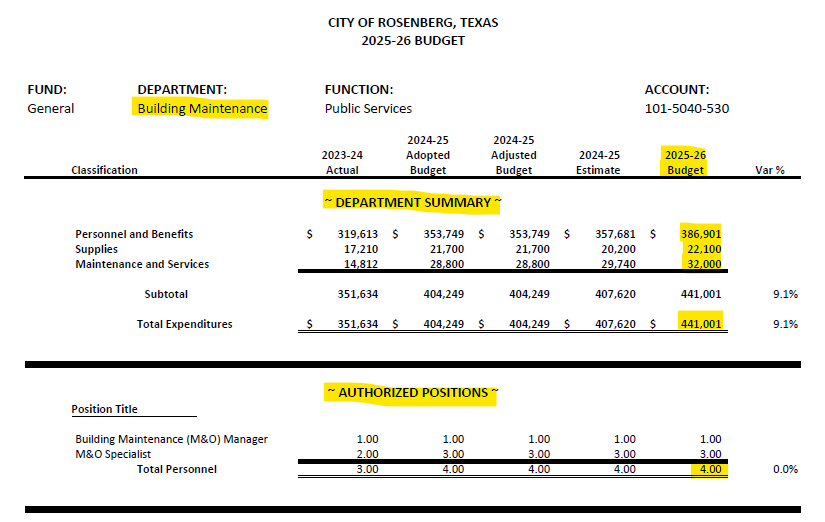 CITY OF ROSENBERG, TEXAS
2025-26 BUDGET
FUND: DEPARTMENT: FUNCTION: ACCOUNT:
General Building Maintenance Public Services 101-5040-530
2024-25 2024-25
2023-24 Adopted Adjusted 2024-25 2025-26
Classification Actual Budget Budget Estimate Budget Var %
~ DEPARTMENT SUMMARY ~
Personnel and Benefits $ 319,613 $ 353,749 $ 353,749 $ 357,681 $ 386,901
Supplies 17,210 21,700 21,700 20,200 22,100
Maintenance and Services 14,812 28,800 28,800 29,740 32,000
Subtotal 351,634 404,249 404,249 407,620 441,001 9.1%
Total Expenditures $ 351,634 $ 404,249 $ 404,249 $ 407,620 $ 441,001 9.1%
~ AUTHORIZED POSITIONS ~
Position Title
Building Maintenance (M&O) Manager 1.00 1.00 1.00 1.00 1.00
M&O Specialist 2.00 3.00 3.00 3.00 3.00
Total Personnel 3.00 4.00 4.00 4.00 4.00 0.0%